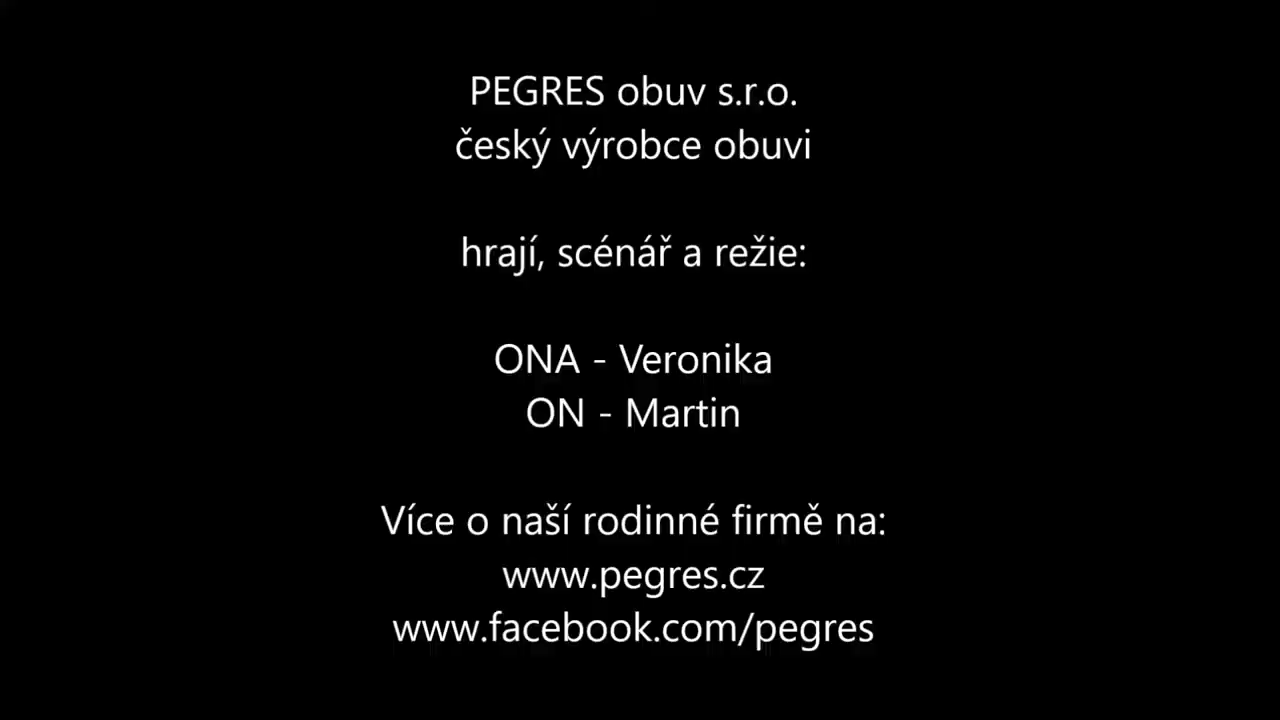 PEGRES obuv s.r.o.
český výrobce obuvi
hrají, scénář a režie:
ONA - Veronika
ON - Martin
Více o naší rodinné firmě na:
www.pegres.cz
www.facebook.com/pegres